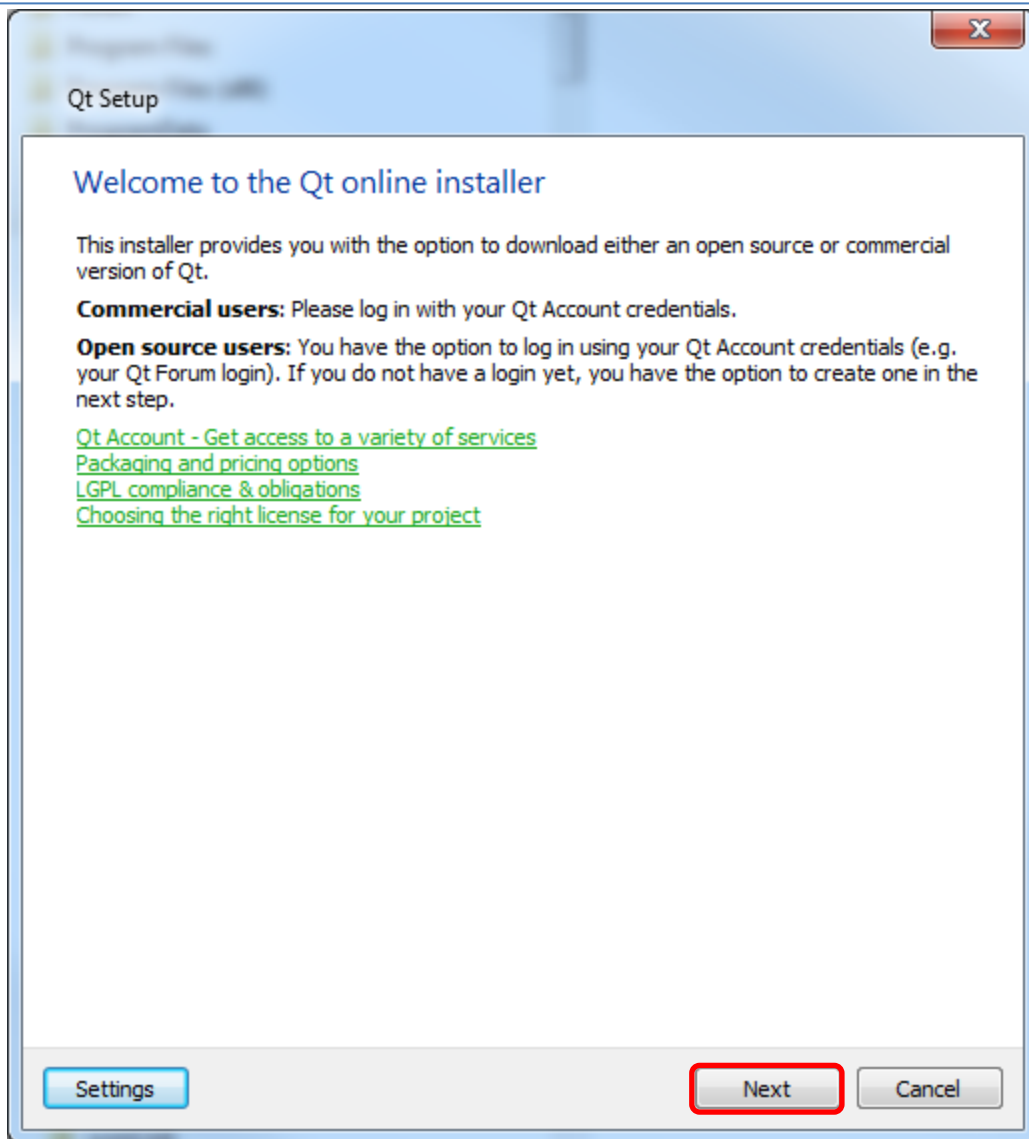 Qt Setup
Welcome to the Qt online installer
This installer provides you with the option to download either an open source or commercial
version of Qt.
Commercial users: Please log in with your Qt Account credentials.
Open source users: You have the option to log in using your Qt Account credentials (e.g.
your Qt Forum login). If you do not have a login yet, you have the option to create one in the
next step.
Qt Account - Get access to a variety of services
Packaging and pricing options
LGPL compliance & obligations
Choosing the right license for your project
Settings
Next
Cancel